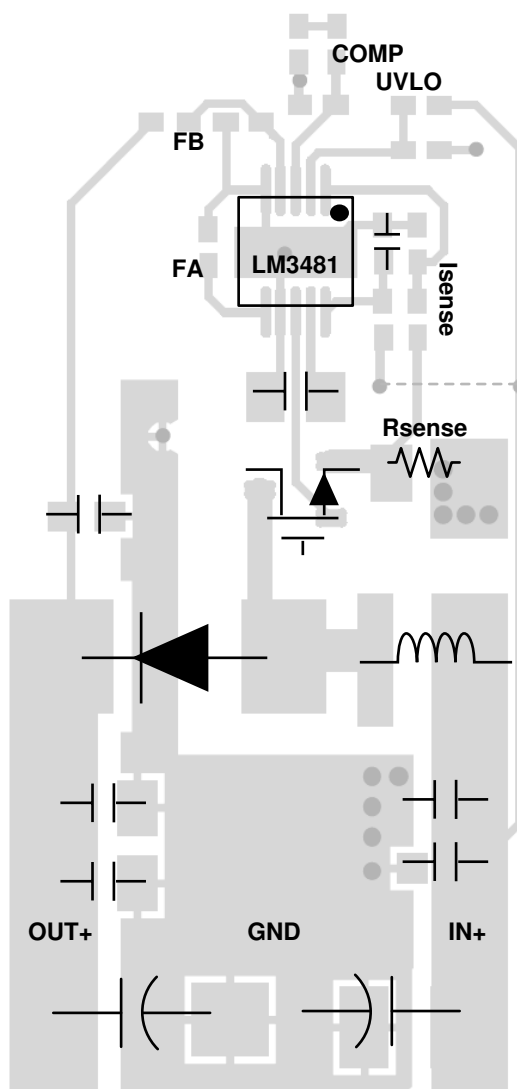 COMP
UVLO
FB
FA
LM3481
Isense
Rsense
OUT+
GND
IN+